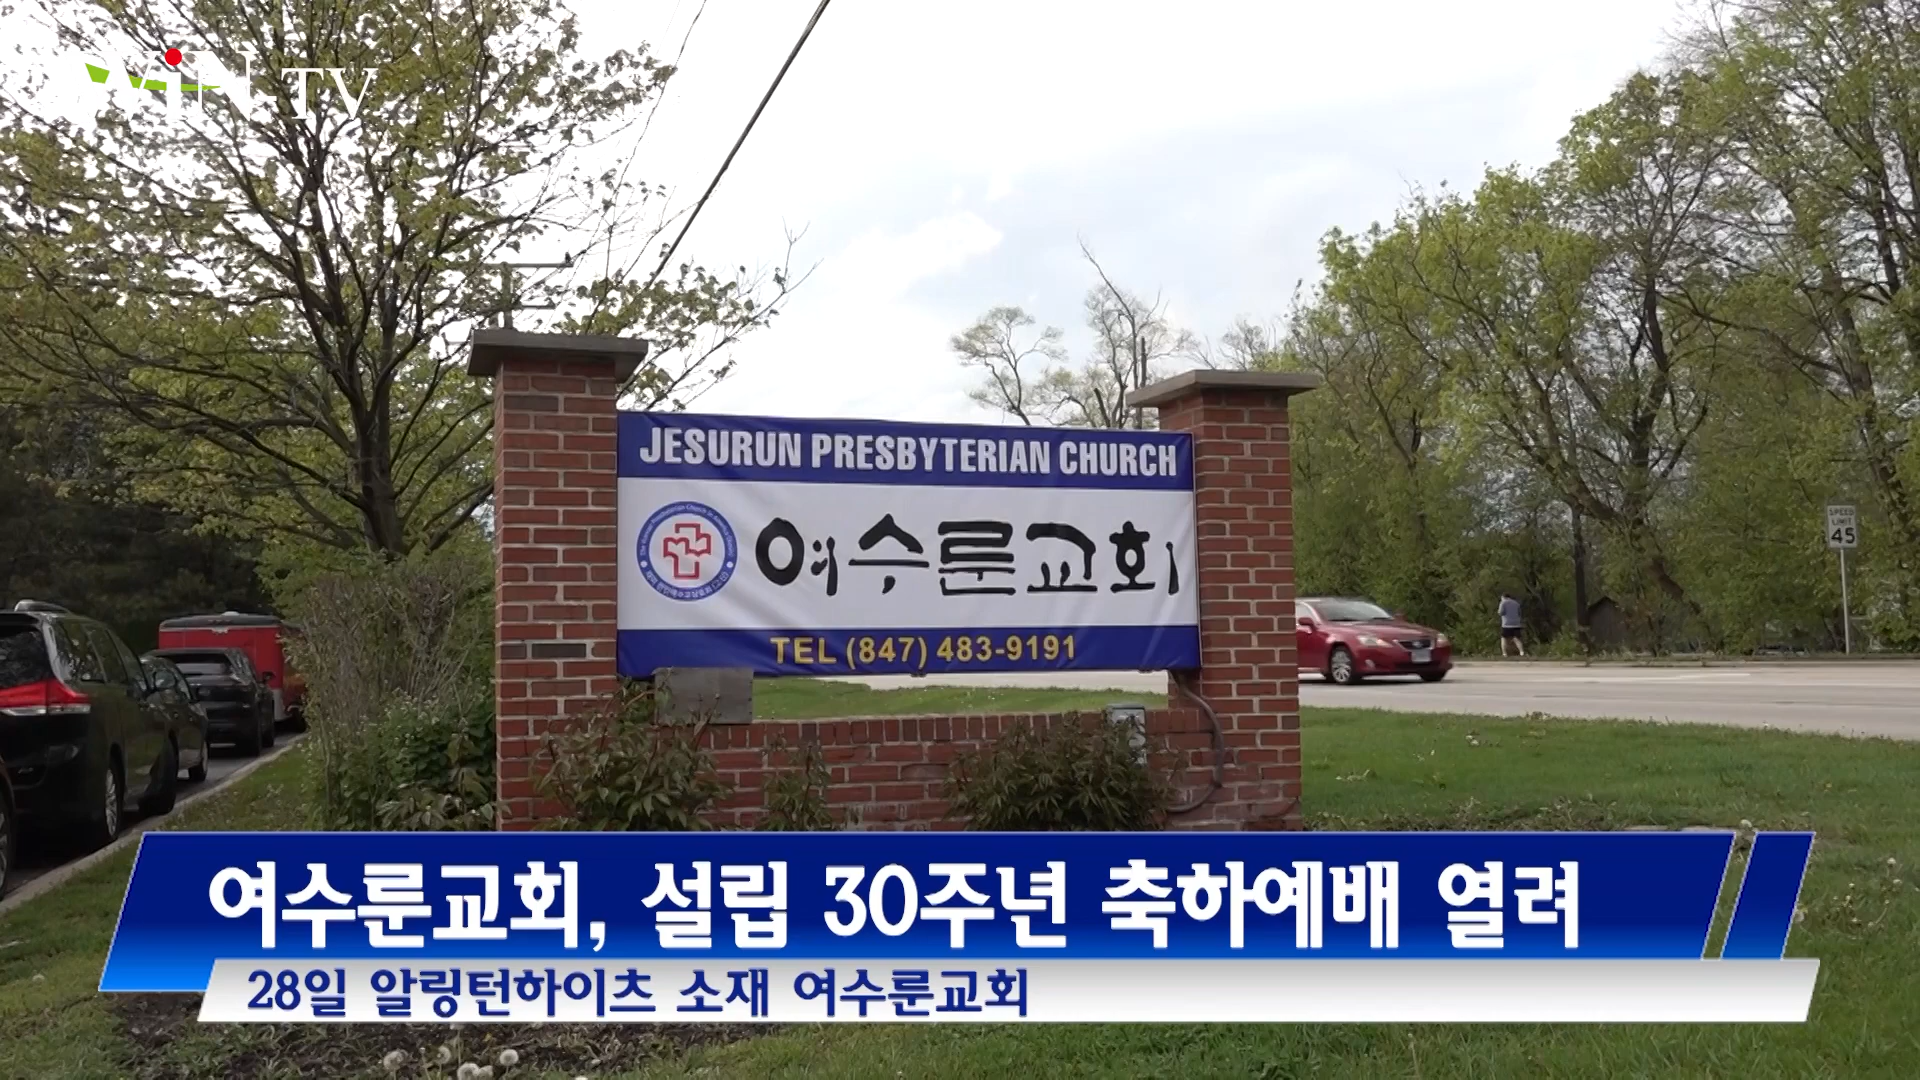 WiN TV
JESURUN PRESBYTERIAN CHURCH
여수룬교회
TEL (847) 483-9191
SPEED
LIMIT
45
여수룬교회, 설립 30주년 축하예배 열려
28일 알링턴하이츠 소재 여수룬교회